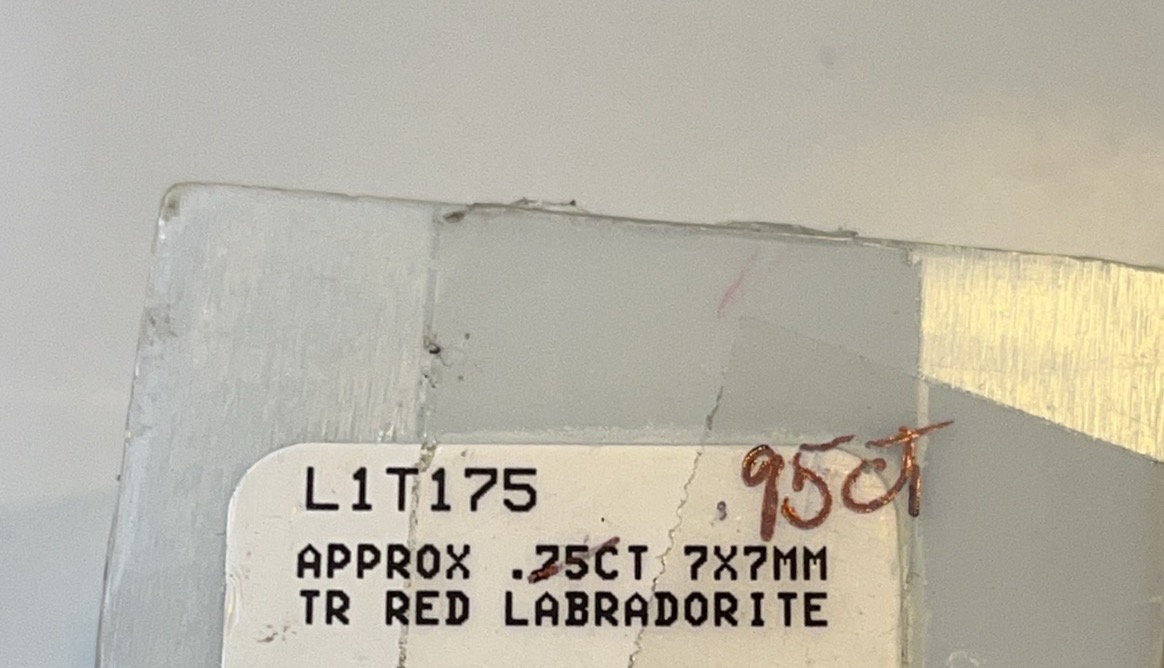 L1T175 .95CT
APPROX .75CT 7X7MM
TR RED LABRADORITE